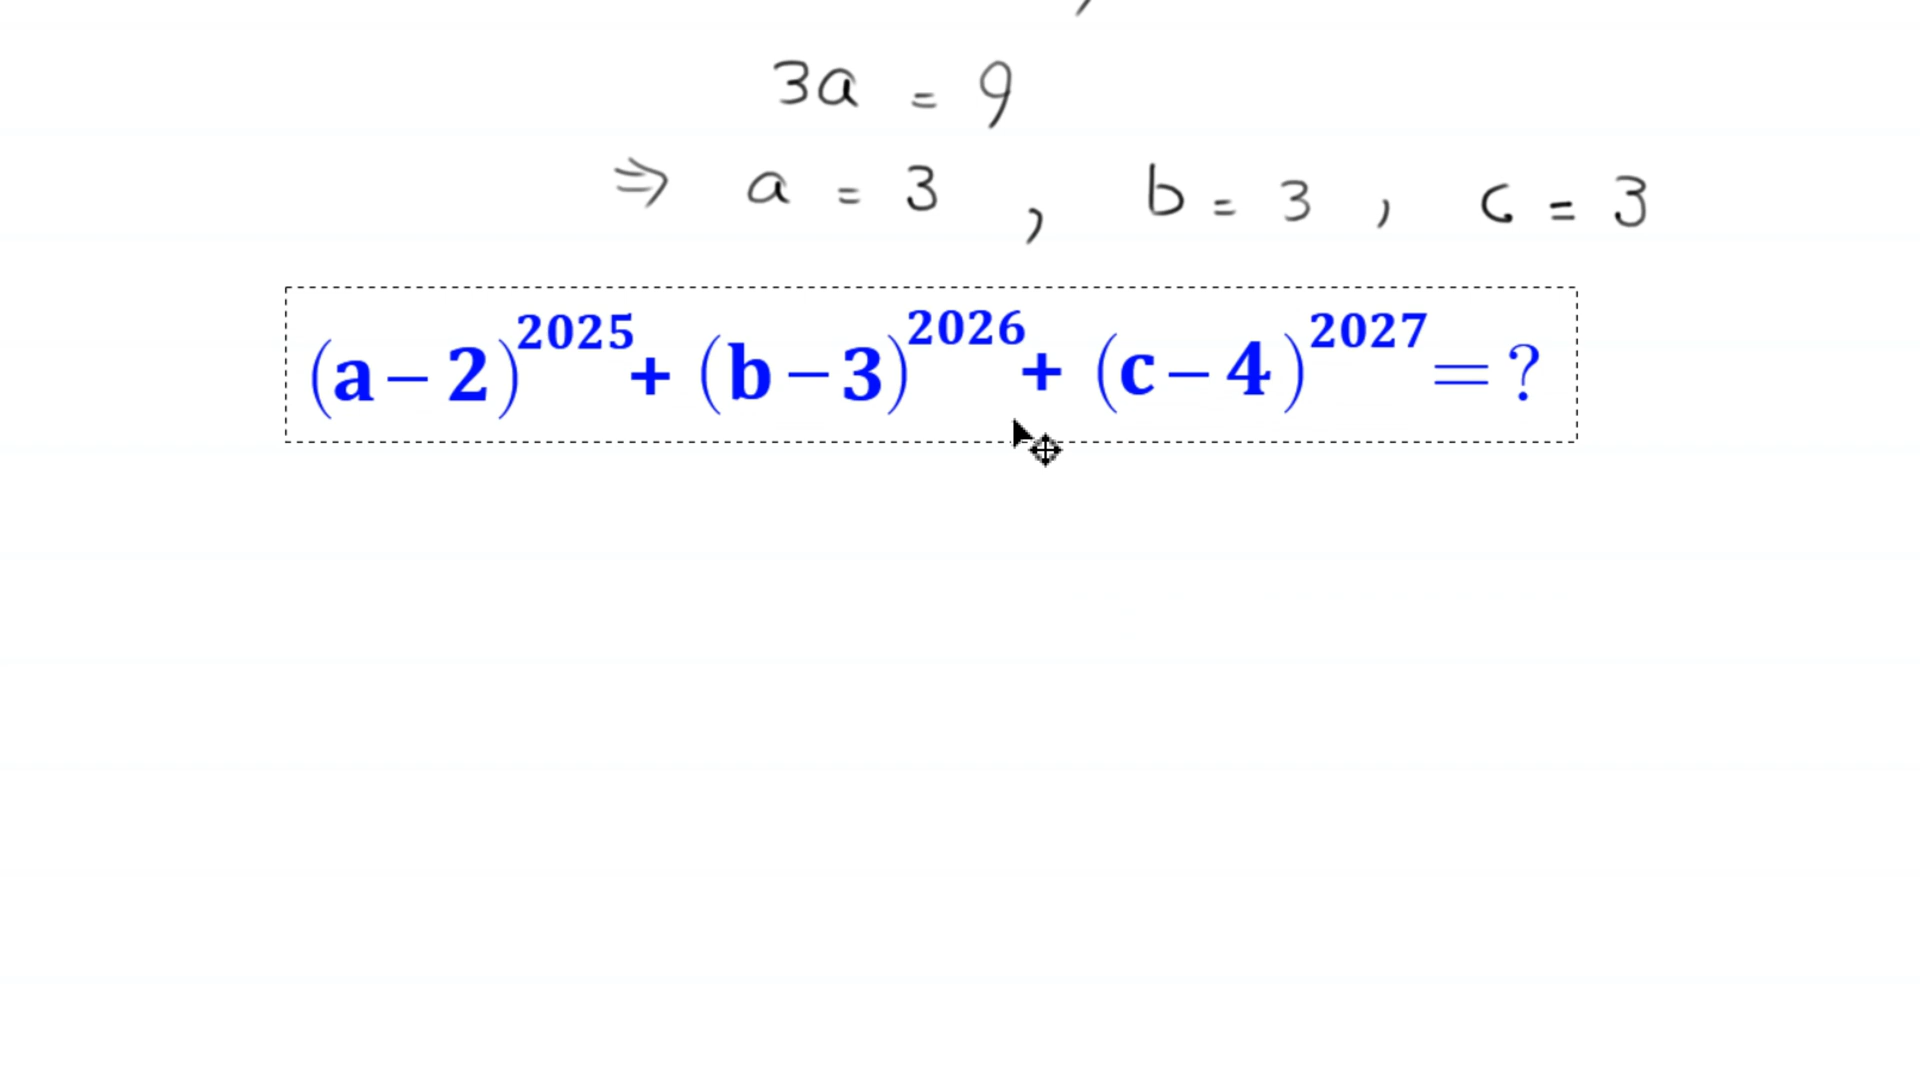 3a = 9
⇒ a = 3 , b = 3 , c = 3
(a − 2)^2025 + (b − 3)^2026 + (c − 4)^2027 = ?